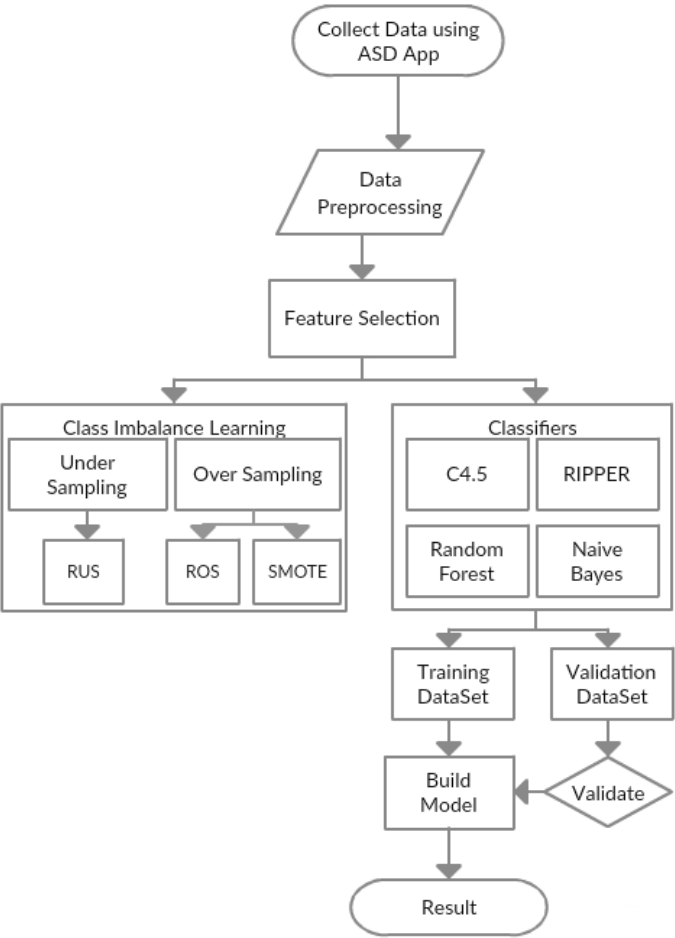 Collect Data using
ASD App
Data
Preprocessing
Feature Selection
Class Imbalance Learning
Under
Sampling
Over Sampling
RUS
ROS
SMOTE
Classifiers
C4.5
RIPPER
Random
Forest
Naive
Bayes
Training
DataSet
Validation
DataSet
Build
Model
Validate
Result